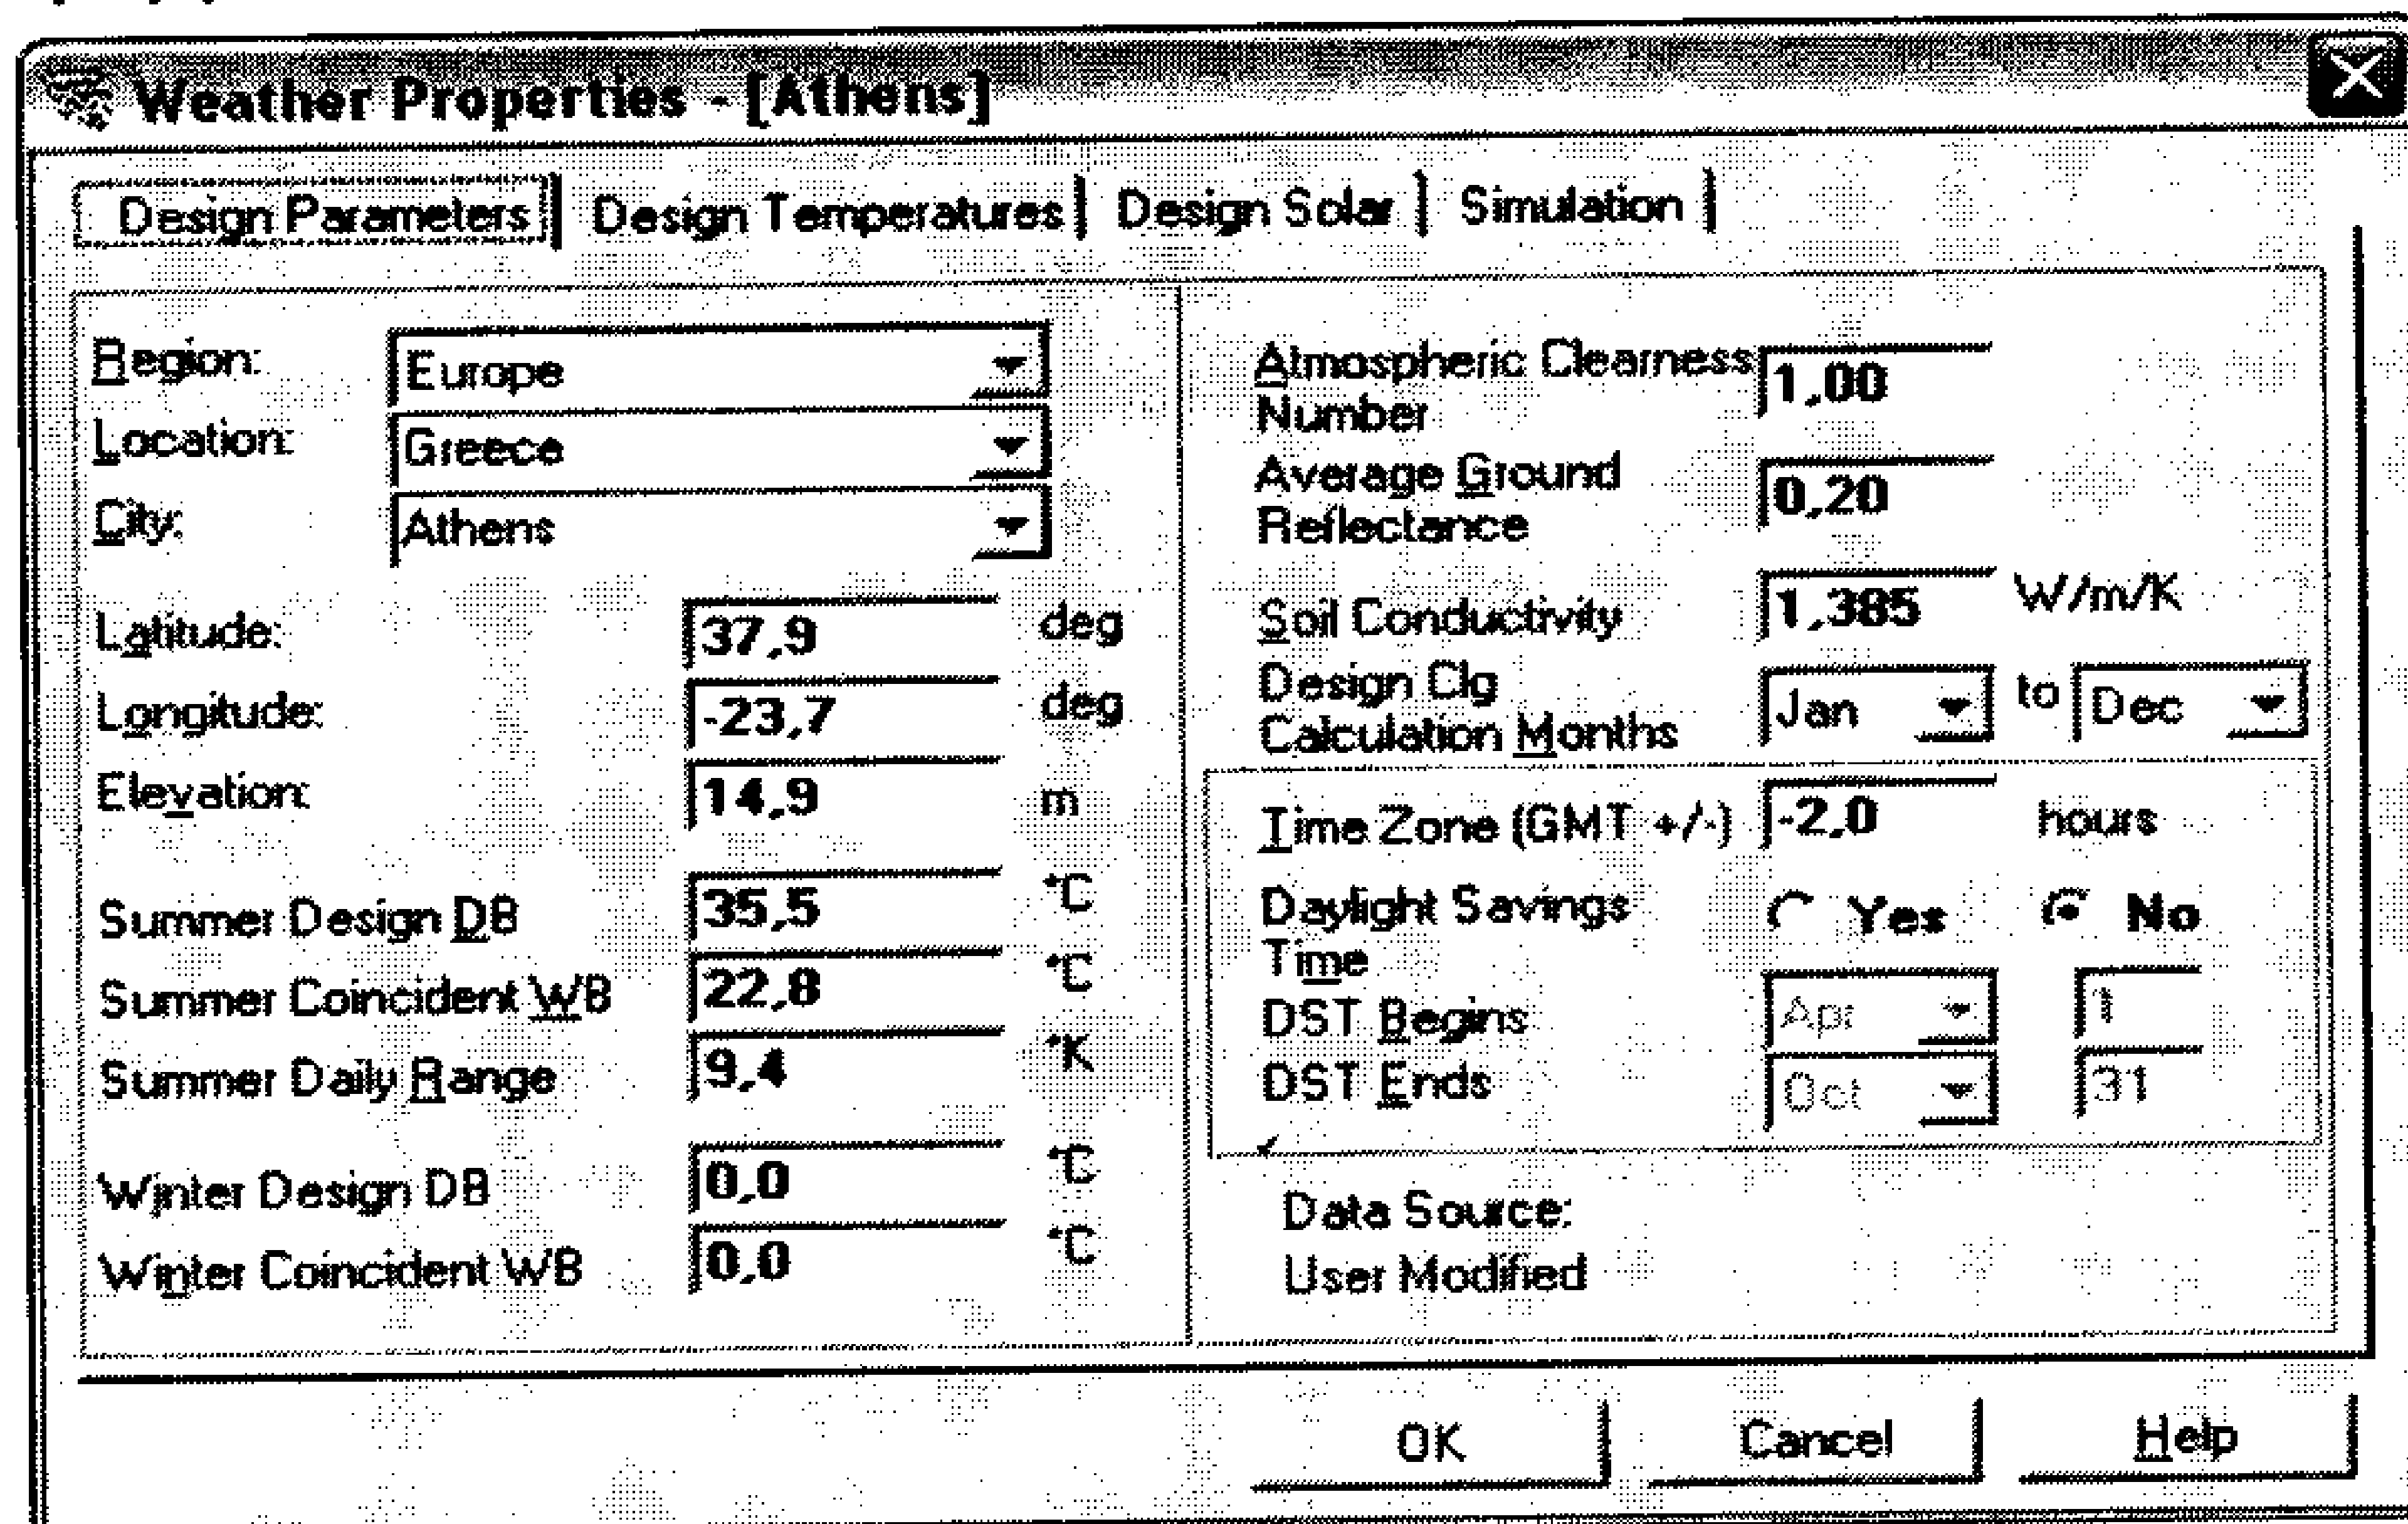 Weather Properties - [Athens]
Design Parameters Design Temperatures Design Solar Simulation
Region: Europe
Location: Greece
City: Athens
Latitude: 37,9 deg
Longitude: -23,7 deg
Elevation: 14,9 m
Summer Design DB 35,5 °C
Summer Coincident WB 22,8 °C
Summer Daily Range 9,4 °K
Winter Design DB 0,0 °C
Winter Coincident WB 0,0 °C
Atmospheric Clearness
Number 1,00
Average Ground
Reflectance 0,20
Soil Conductivity 1,385 W/m/K
Design Clg
Calculation Months Jan to Dec
Time Zone (GMT +/-) -2,0 hours
Daylight Savings
Time Yes No
DST Begins Apr 1
DST Ends Oct 31
Data Source:
User Modified
OK Cancel Help